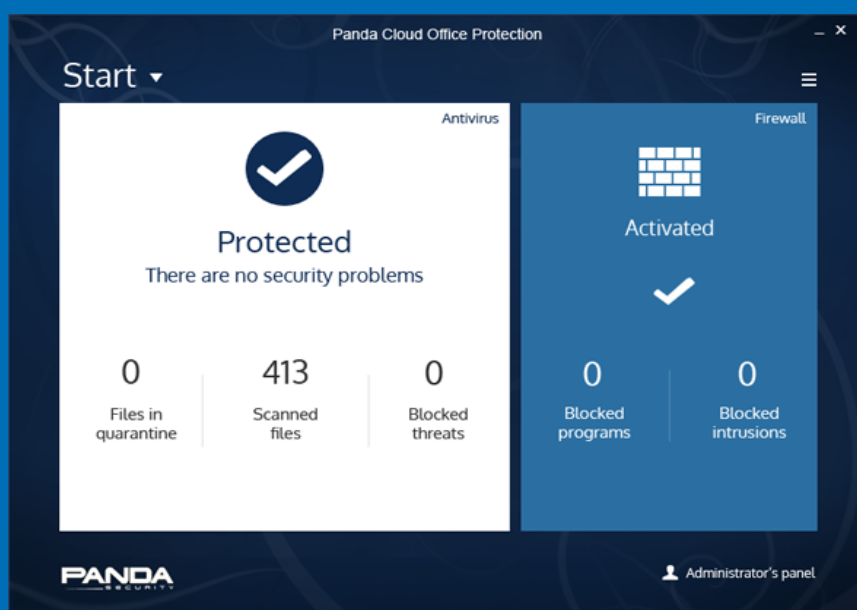 Panda Cloud Office Protection
Start
Antivirus
Protected
There are no security problems
0
Files in
quarantine
413
Scanned
files
0
Blocked
threats
Firewall
Activated
0
Blocked
programs
0
Blocked
intrusions
PANDA
SECURITY
Administrator's panel